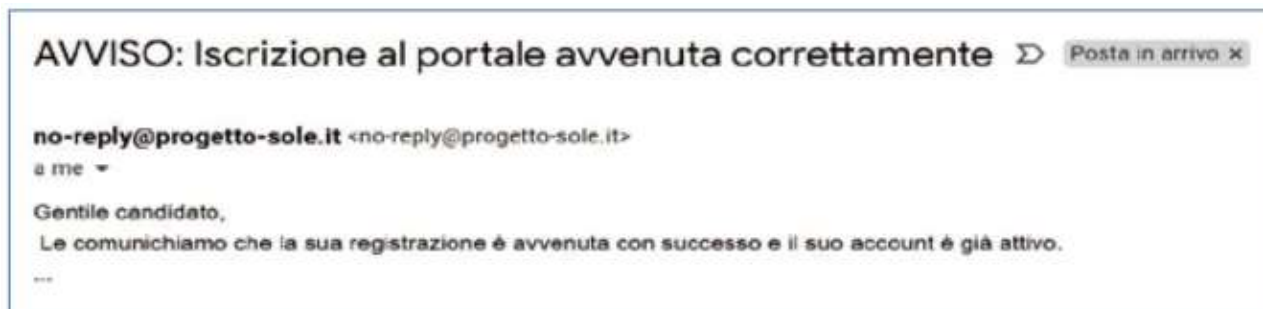 AVVISO: Iscrizione al portale avvenuta correttamente Posta in arrivo ×
no-reply@progetto-sole.it <no-reply@progetto-sole.it>
a me
Gentile candidato,
Le comunichiamo che la sua registrazione è avvenuta con successo e il suo account è già attivo.
...